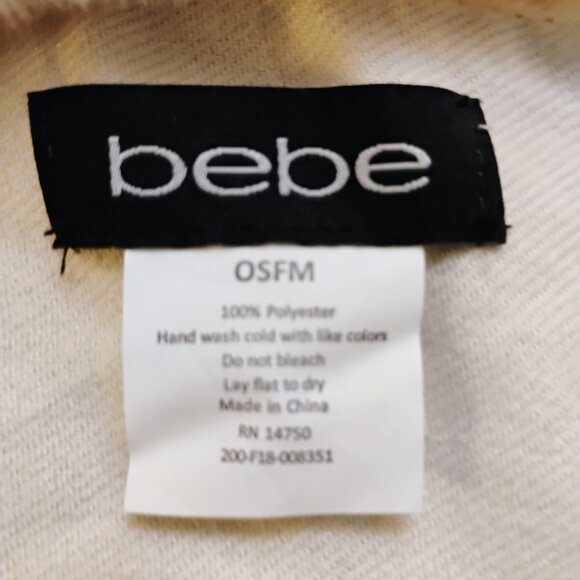 bebe
OSFM
100% Polyester
Hand wash cold with like colors
Do not bleach
Lay flat to dry
Made in China
RN 14750
200-F18-008351